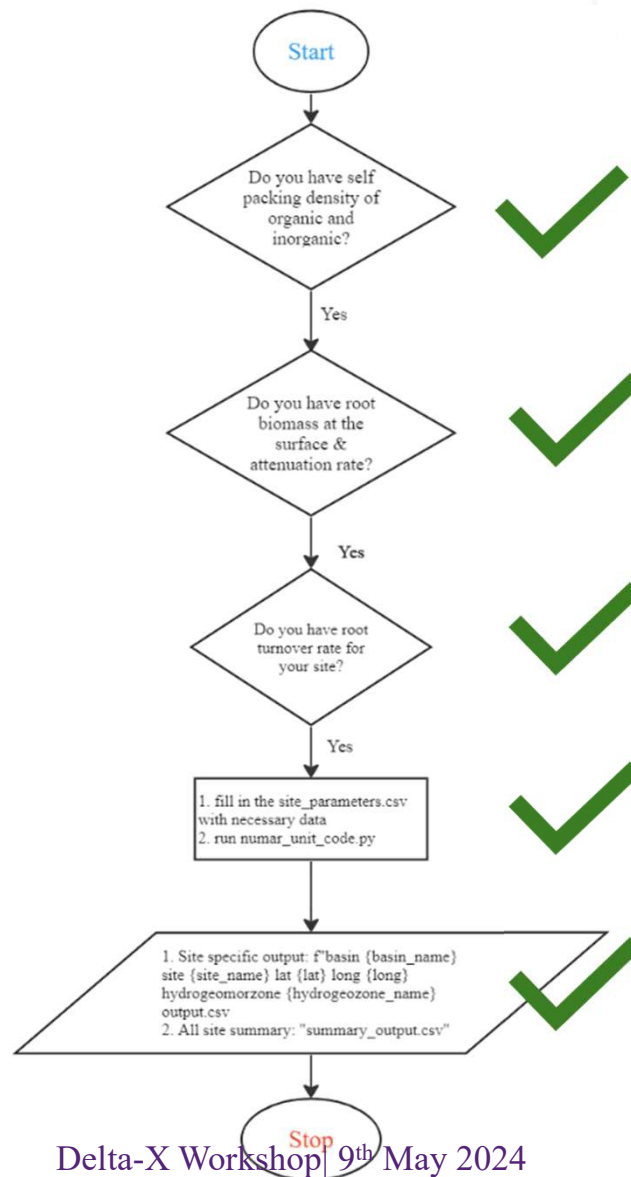 Start
Do you have self
packing density of
organic and
inorganic?
Yes
Do you have root
biomass at the
surface &
attenuation rate?
Yes
Do you have root
turnover rate for
your site?
Yes
1. fill in the site_parameters.csv
with necessary data
2. run numar_unit_code.py
1. Site specific output: f"basin {basin_name}
site {site_name} lat {lat} long {long}
hydrogeomorzone {hydrogeozone_name}
output.csv
2. All site summary: "summary_output.csv"
Stop
Delta-X Workshop| 9th May 2024